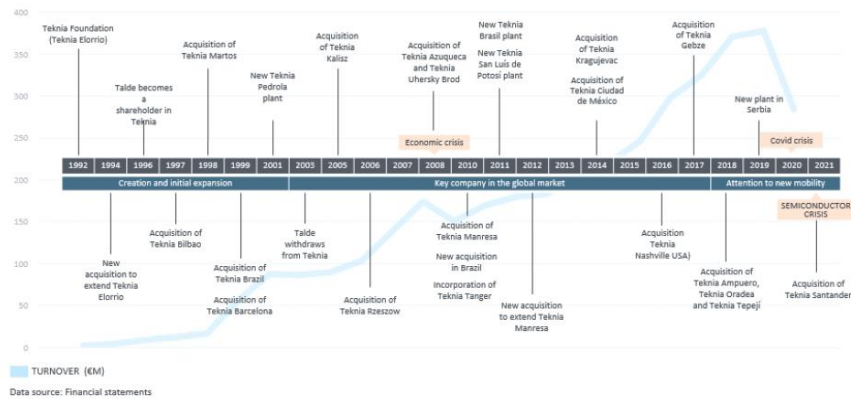 400
350
300
250
200
150
100
50
0
Teknia Foundation
(Teknia Elorrio)
Talde becomes
a
shareholder in
Teknia
Acquisition of
Teknia Martos
New Teknia
Pedrola
plant
Acquisition
of Teknia
Kalisz
Acquisition of
Teknia Azuqueca
and Teknia
Uhersky Brod
Economic crisis
New Teknia
Brasil plant
New Teknia
San Luís de
Potosí plant
Acquisition
of Teknia
Kragujevac
Acquisition of
Teknia Ciudad
de México
Acquisition
of Teknia
Gebze
New plant in
Serbia
Covid crisis
1992 1994 1996 1997 1998 1999 2001 2003 2005 2006 2007 2008 2010 2011 2012 2013 2014 2015 2016 2017 2018 2019 2020 2021
Creation and initial expansion Key company in the global market Attention to new mobility
New
acquisition to
extend Teknia
Elorrio
Acquisition of
Teknia Bilbao
Acquisition of
Teknia Brazil
Acquisition of
Teknia Barcelona
Talde
withdraws
from Teknia
Acquisition of
Teknia Rzeszow
Acquisition of
Teknia Manresa
New acquisition
in Brazil
Incorporation of
Teknia Tanger
New acquisition
to extend Teknia
Manresa
Acquisition
Teknia
Nashville USA)
Acquisition of
Teknia Ampuero,
Teknia Oradea
and Teknia Tepejí
SEMICONDUCTOR
CRISIS
Acquisition of
Teknia Santander
TURNOVER (€M)
Data source: Financial statements